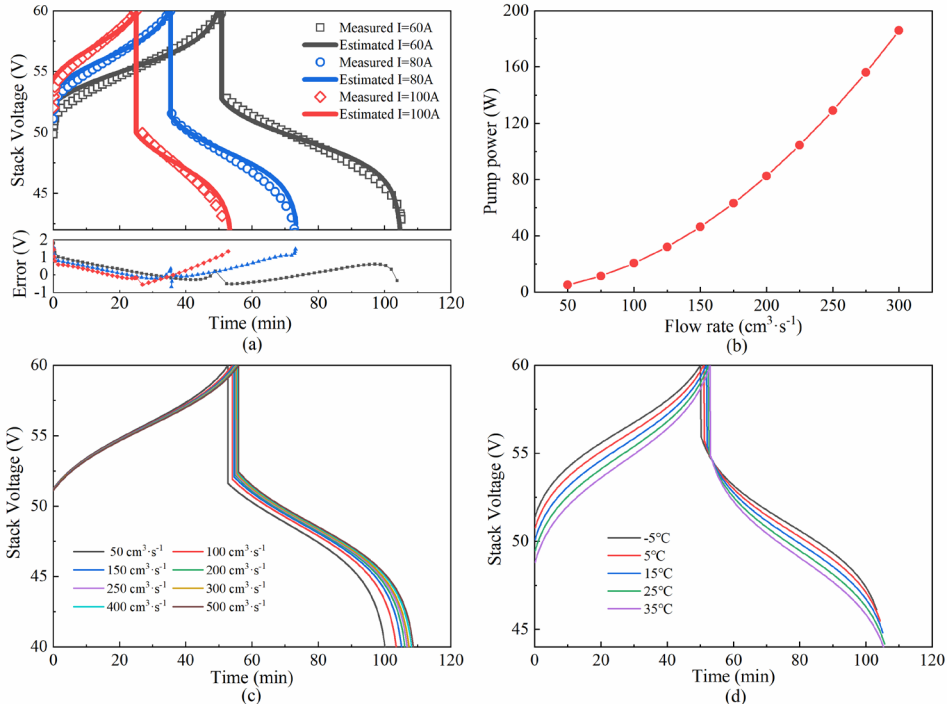 60
55
50
45
Stack Voltage (V)
Measured I=60A
Estimated I=60A
Measured I=80A
Estimated I=80A
Measured I=100A
Estimated I=100A
2
1
0
-1
Error (V)
0 20 40 60 80 100 120
Time (min)
(a)
200
160
120
80
40
0
Pump power (W)
50 100 150 200 250 300
Flow rate (cm³·s⁻¹)
(b)
60
55
50
45
40
Stack Voltage (V)
50 cm³·s⁻¹ 100 cm³·s⁻¹
150 cm³·s⁻¹ 200 cm³·s⁻¹
250 cm³·s⁻¹ 300 cm³·s⁻¹
400 cm³·s⁻¹ 500 cm³·s⁻¹
0 20 40 60 80 100 120
Time (min)
(c)
60
55
50
45
Stack Voltage (V)
-5℃
5℃
15℃
25℃
35℃
0 20 40 60 80 100 120
Time (min)
(d)